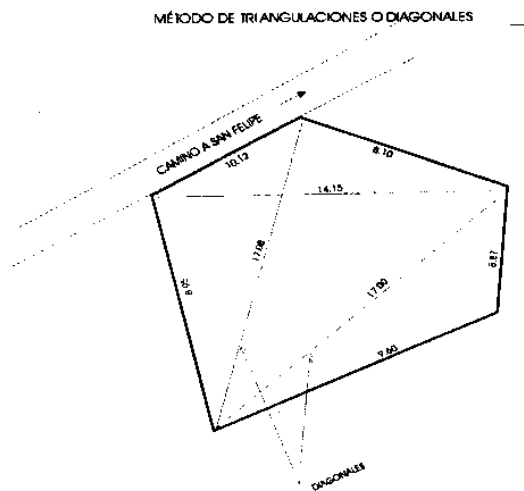 MÉTODO DE TRIANGULACIONES O DIAGONALES
CAMINO A SAN FELIPE
10.12
8.10
14.15
17.08
8.95
6.87
17.00
9.60
DIAGONALES